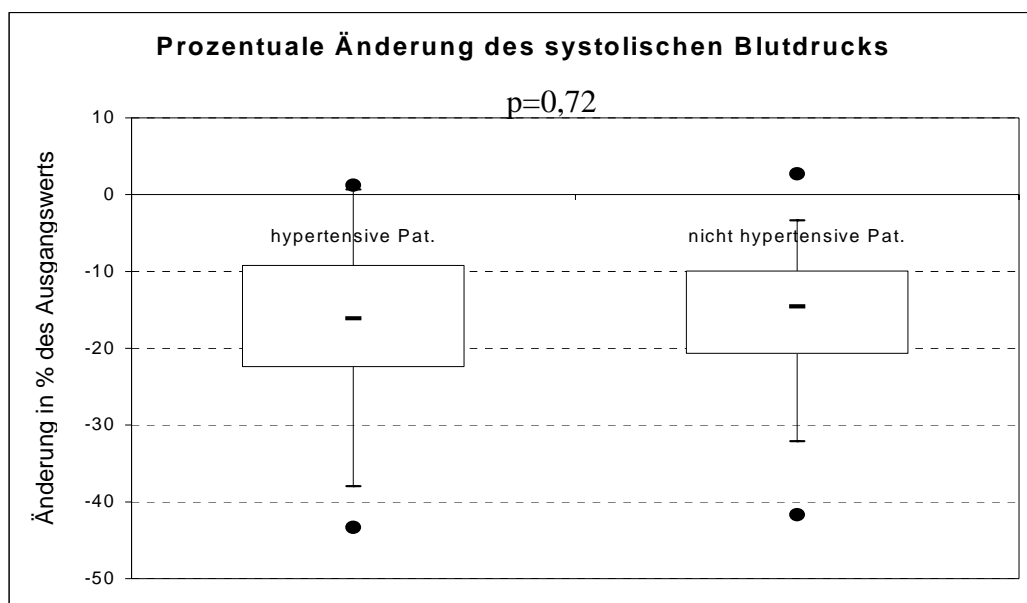 Prozentuale Änderung des systolischen Blutdrucks
p=0,72
Änderung in % des Ausgangswerts
10
0
hypertensive Pat. nicht hypertensive Pat.
-10
-20
-30
-40
-50